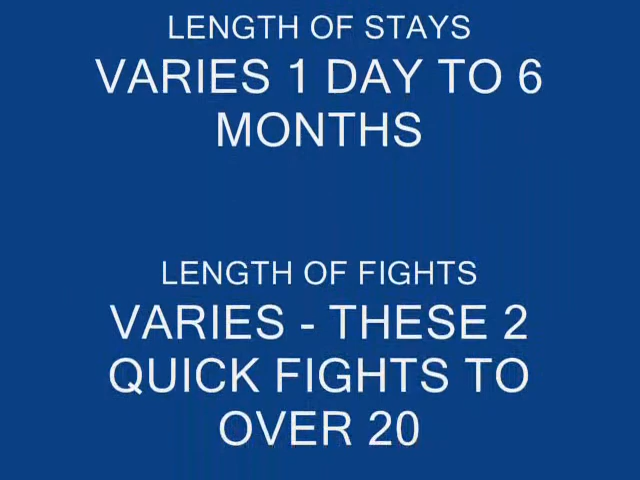 LENGTH OF STAYS
VARIES 1 DAY TO 6
MONTHS
LENGTH OF FIGHTS
VARIES - THESE 2
QUICK FIGHTS TO
OVER 20